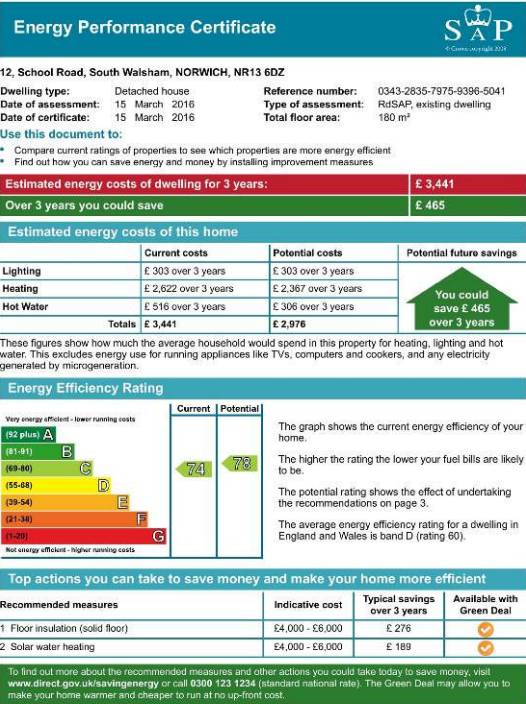 Energy Performance Certificate
SAP
© Crown copyright 2009
12, School Road, South Walsham, NORWICH, NR13 6DZ
Dwelling type: Detached house
Reference number: 0343-2835-7975-9396-5041
Date of assessment: 15 March 2016
Type of assessment: RdSAP, existing dwelling
Date of certificate: 15 March 2016
Total floor area: 180 m²
Use this document to:
• Compare current ratings of properties to see which properties are more energy efficient
• Find out how you can save energy and money by installing improvement measures
Estimated energy costs of dwelling for 3 years: £ 3,441
Over 3 years you could save £ 465
Estimated energy costs of this home
Current costs Potential costs Potential future savings
Lighting £ 303 over 3 years £ 303 over 3 years
Heating £ 2,622 over 3 years £ 2,367 over 3 years
Hot Water £ 516 over 3 years £ 306 over 3 years
Totals £ 3,441 £ 2,976
You could
save £ 465
over 3 years
These figures show how much the average household would spend in this property for heating, lighting and hot
water. This excludes energy use for running appliances like TVs, computers and cookers, and any electricity
generated by microgeneration.
Energy Efficiency Rating
Current Potential
Very energy efficient - lower running costs
(92 plus) A
(81-91) B
(69-80) C
(55-68) D
(39-54) E
(21-38) F
(1-20) G
Not energy efficient - higher running costs
74
78
The graph shows the current energy efficiency of your
home.
The higher the rating the lower your fuel bills are likely
to be.
The potential rating shows the effect of undertaking
the recommendations on page 3.
The average energy efficiency rating for a dwelling in
England and Wales is band D (rating 60).
Top actions you can take to save money and make your home more efficient
Recommended measures
Indicative cost
Typical savings
over 3 years
Available with
Green Deal
1 Floor insulation (solid floor) £4,000 - £6,000 £ 276
2 Solar water heating £4,000 - £6,000 £ 189
To find out more about the recommended measures and other actions you could take today to save money, visit
www.direct.gov.uk/savingenergy or call 0300 123 1234 (standard national rate). The Green Deal may allow you to
make your home warmer and cheaper to run at no up-front cost.